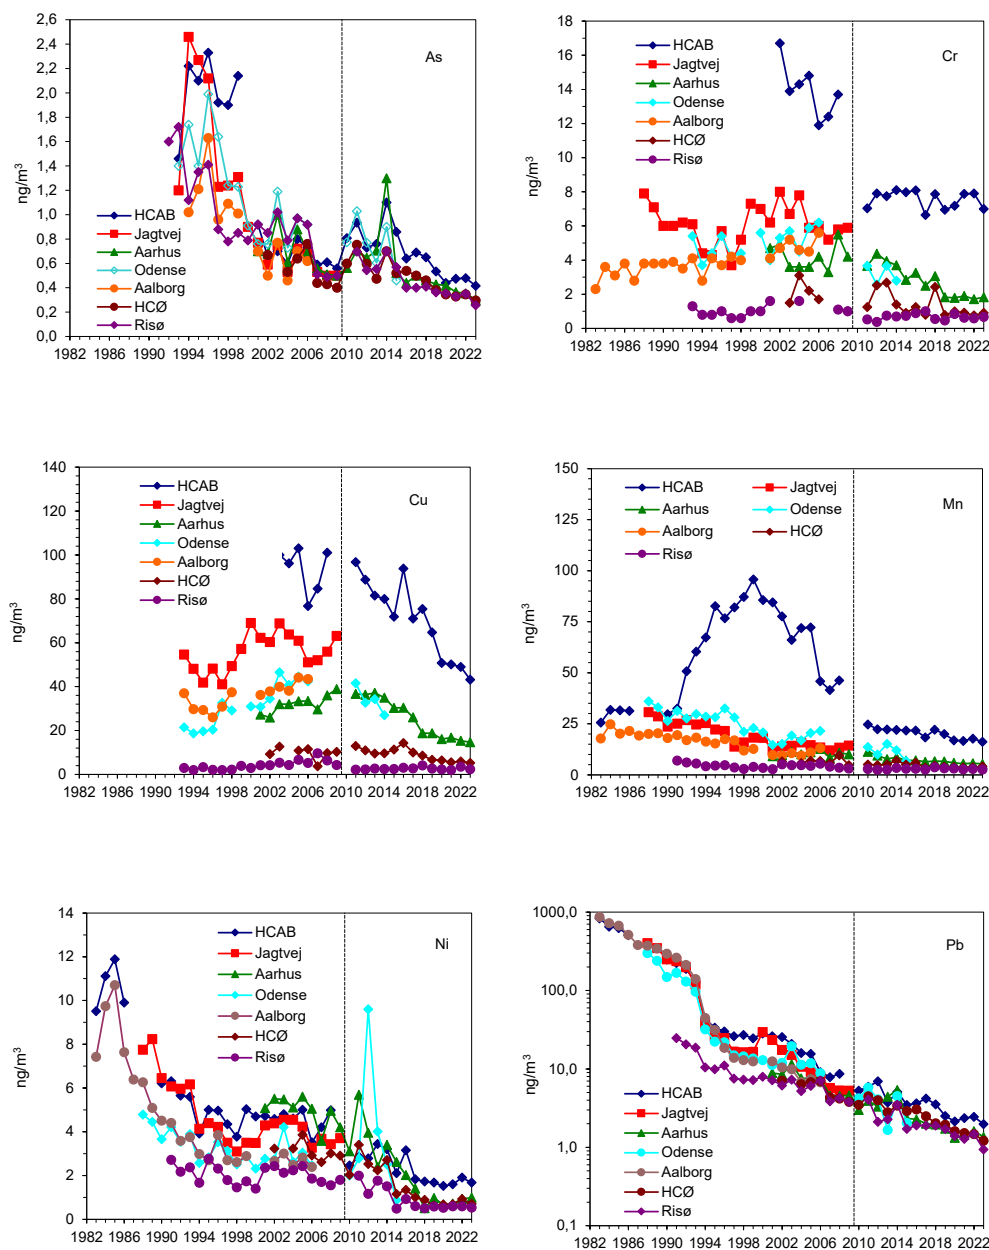 As
ng/m³
2,6
2,4
2,2
2,0
1,8
1,6
1,4
1,2
1,0
0,8
0,6
0,4
0,2
0,0
HCAB
Jagtvej
Aarhus
Odense
Aalborg
HCØ
Risø
1982 1986 1990 1994 1998 2002 2006 2010 2014 2018 2022
Cr
ng/m³
18
16
14
12
10
8
6
4
2
0
HCAB
Jagtvej
Aarhus
Odense
Aalborg
HCØ
Risø
1982 1986 1990 1994 1998 2002 2006 2010 2014 2018 2022
Cu
ng/m³
140
120
100
80
60
40
20
0
HCAB
Jagtvej
Aarhus
Odense
Aalborg
HCØ
Risø
1982 1986 1990 1994 1998 2002 2006 2010 2014 2018 2022
Mn
ng/m³
150
125
100
75
50
25
0
HCAB Jagtvej
Aarhus Odense
Aalborg HCØ
Risø
1982 1986 1990 1994 1998 2002 2006 2010 2014 2018 2022
Ni
ng/m³
14
12
10
8
6
4
2
0
HCAB
Jagtvej
Aarhus
Odense
Aalborg
HCØ
Risø
1982 1986 1990 1994 1998 2002 2006 2010 2014 2018 2022
Pb
ng/m³
1000,0
100,0
10,0
1,0
0,1
HCAB
Jagtvej
Aarhus
Odense
Aalborg
HCØ
Risø
1982 1986 1990 1994 1998 2002 2006 2010 2014 2018 2022